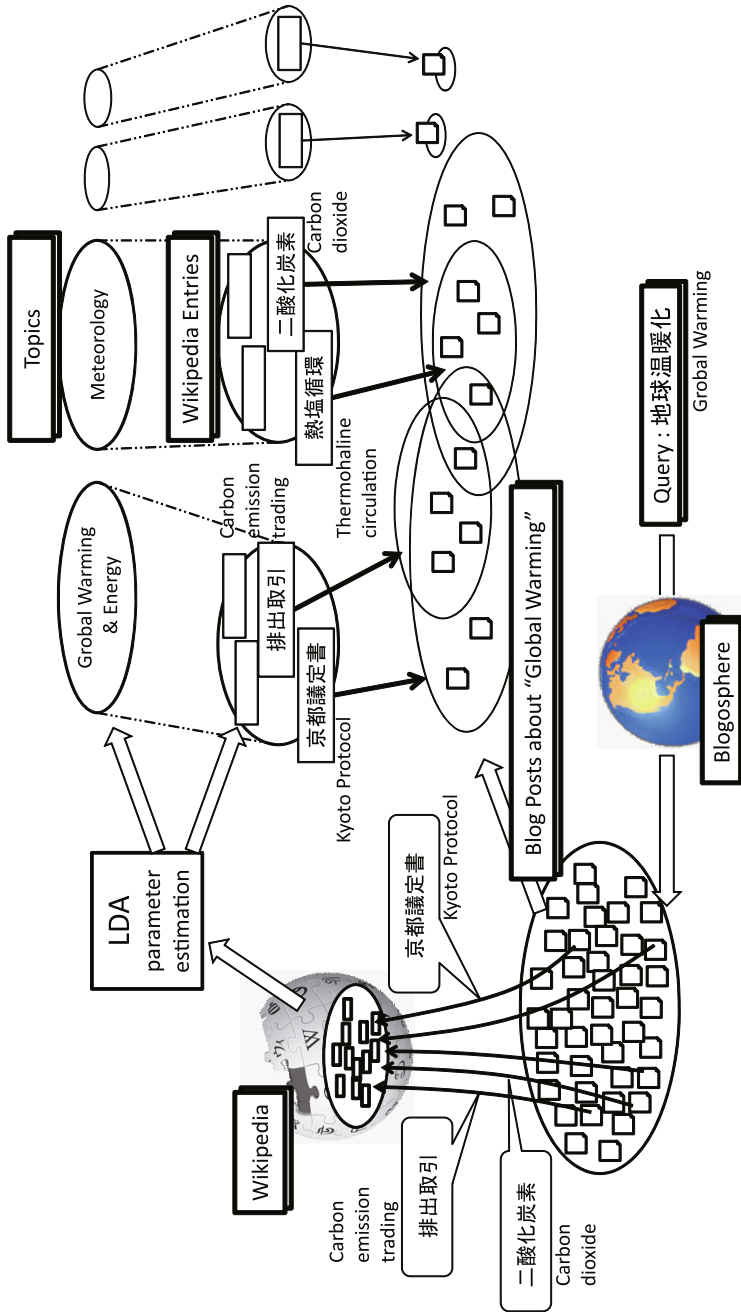 Topics
Meteorology
Grobal Warming
& Energy
Wikipedia Entries
Carbon
emission
trading
排出取引
京都議定書
Kyoto Protocol
二酸化炭素
Carbon
dioxide
熱塩循環
Thermohaline
circulation
LDA
parameter
estimation
Wikipedia
W
ウィ
Carbon
emission
trading
排出取引
二酸化炭素
Carbon
dioxide
京都議定書
Kyoto Protocol
Blog Posts about “Global Warming”
Blogosphere
Query : 地球温暖化
Grobal Warming